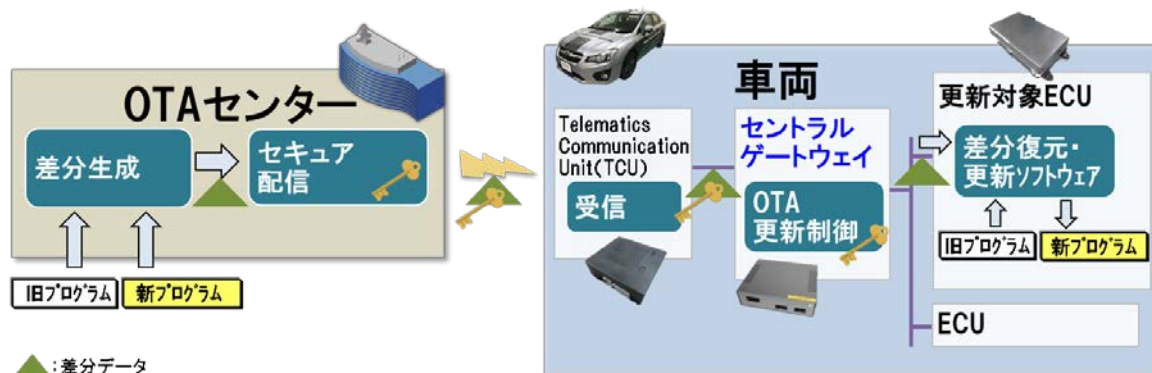 OTAセンター
差分生成
セキュア
配信
旧プログラム
新プログラム
:差分データ
車両
Telematics
Communication
Unit(TCU)
受信
セントラル
ゲートウェイ
OTA
更新制御
更新対象ECU
差分復元・
更新ソフトウェア
旧プログラム
新プログラム
ECU